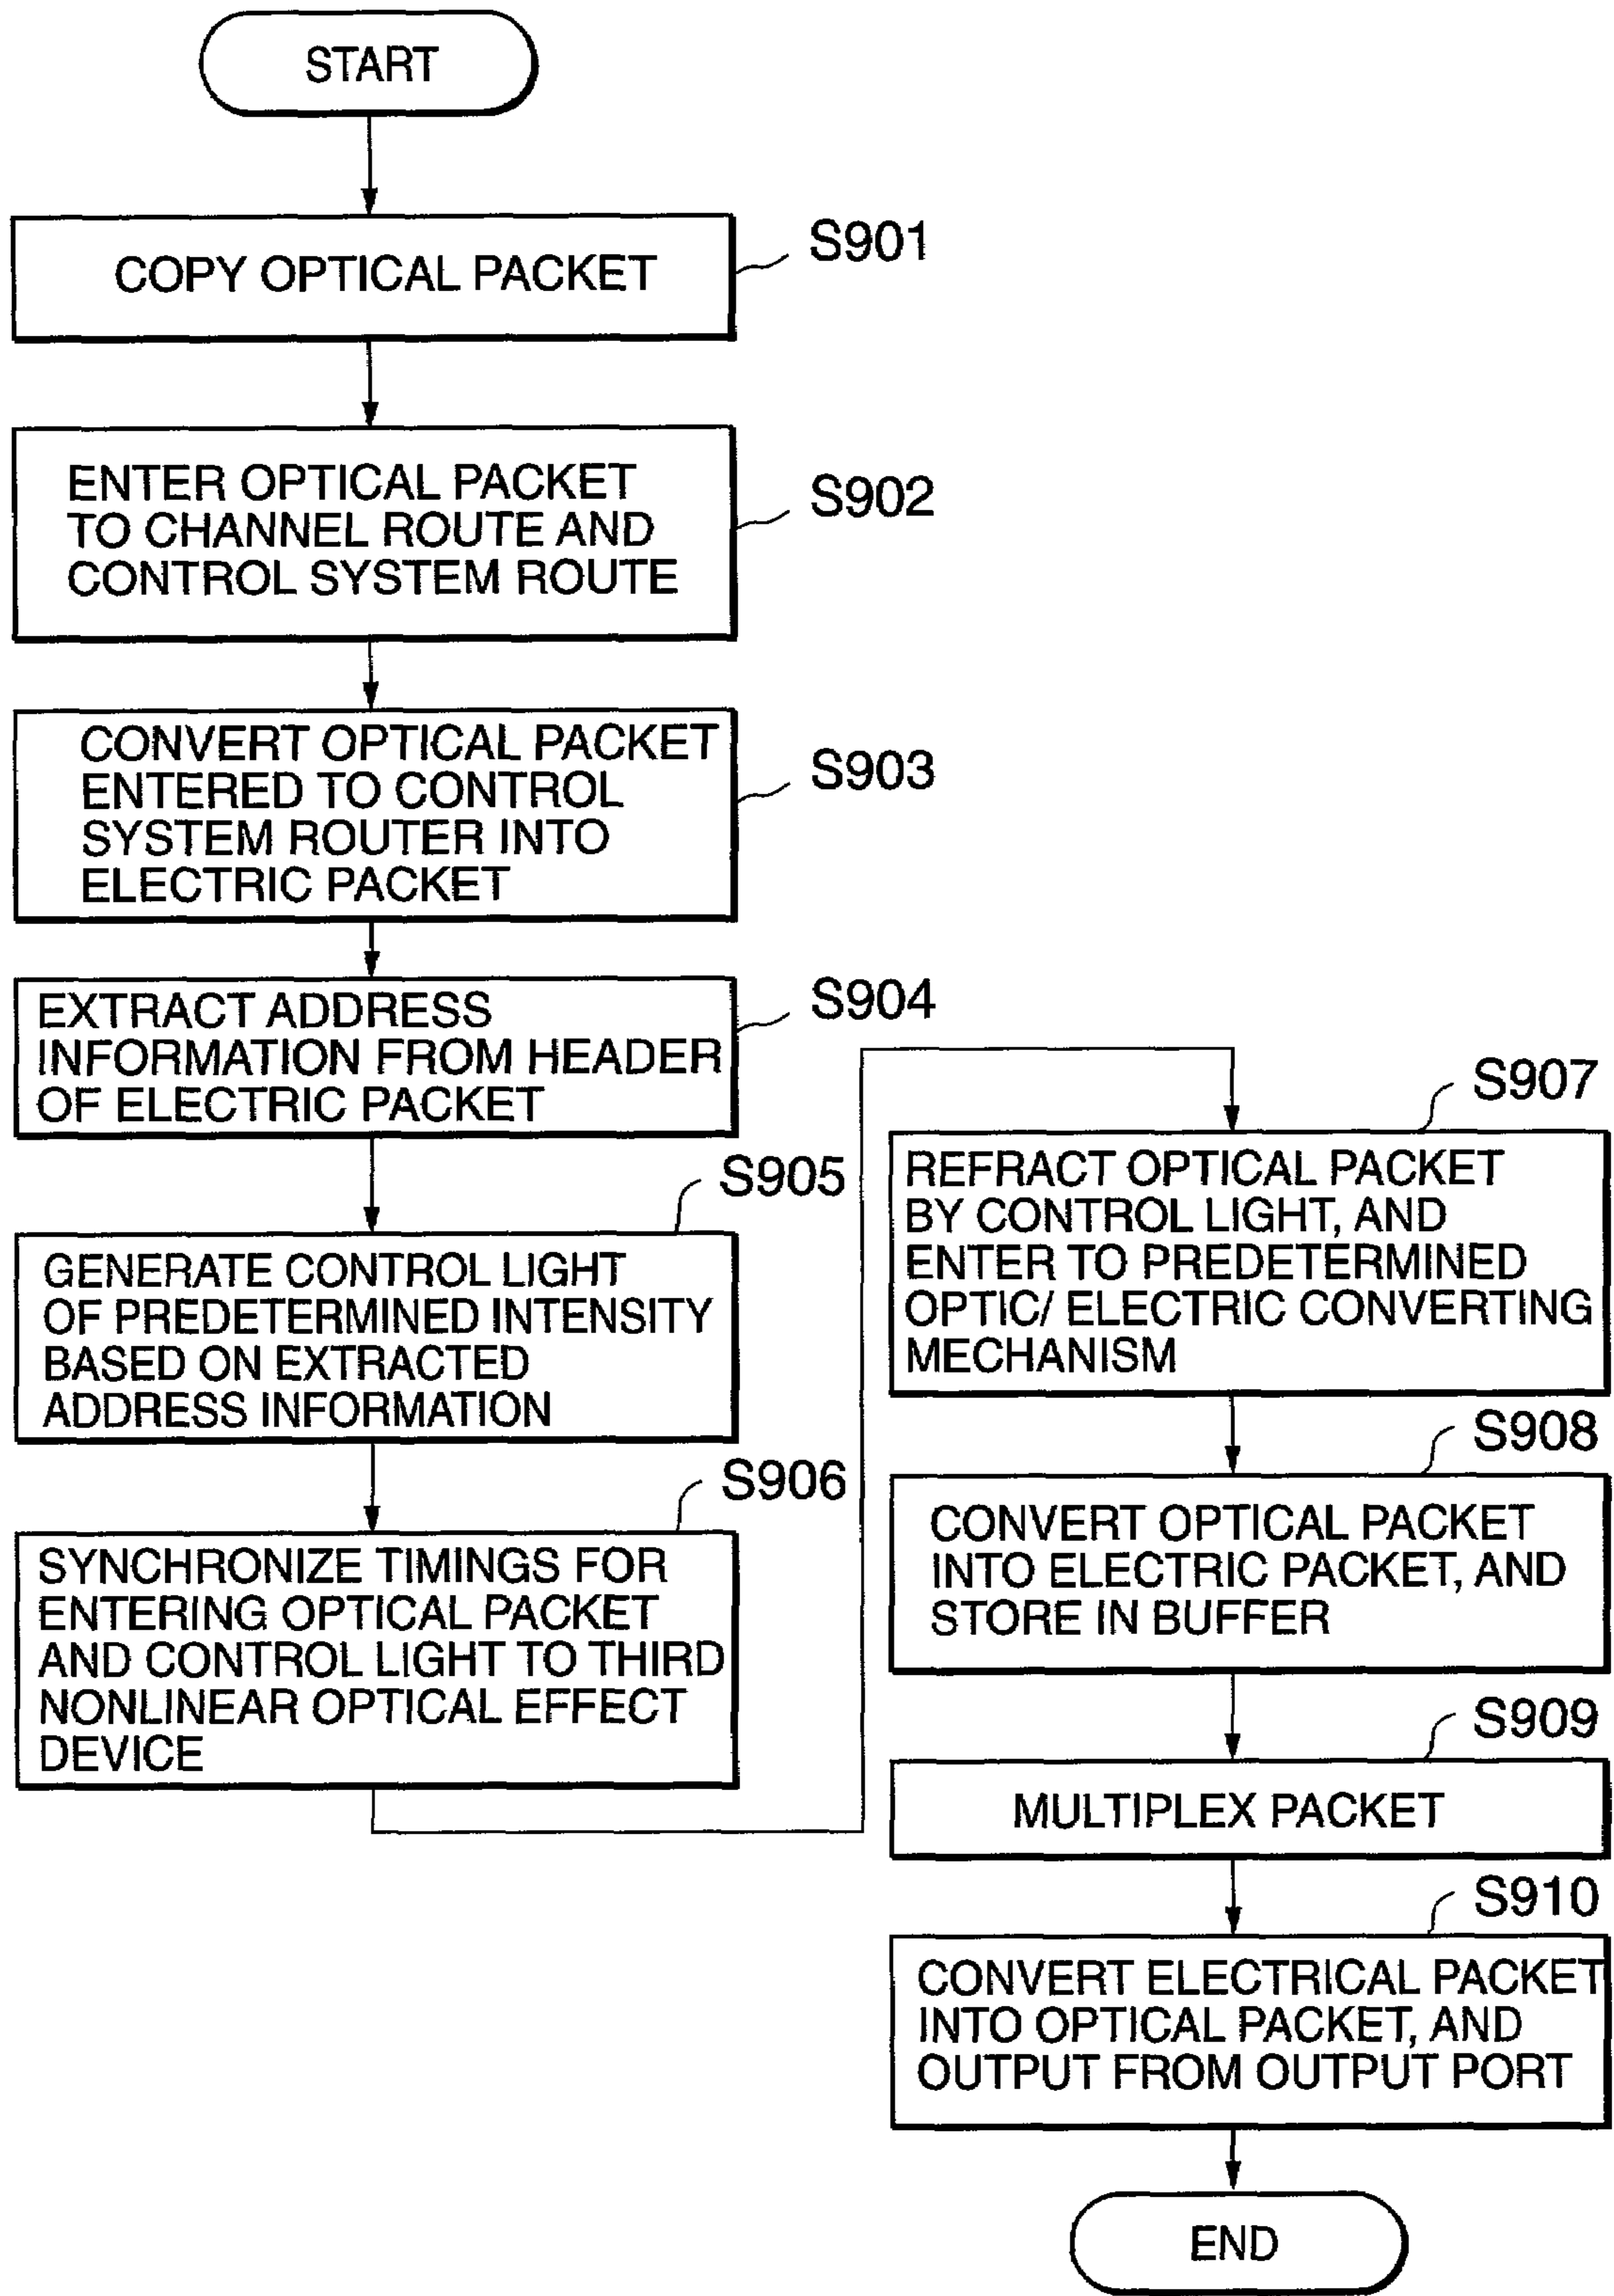 START
COPY OPTICAL PACKET
S901
ENTER OPTICAL PACKET
TO CHANNEL ROUTE AND
CONTROL SYSTEM ROUTE
S902
CONVERT OPTICAL PACKET
ENTERED TO CONTROL
SYSTEM ROUTER INTO
ELECTRIC PACKET
S903
EXTRACT ADDRESS
INFORMATION FROM HEADER
OF ELECTRIC PACKET
S904
S905
GENERATE CONTROL LIGHT
OF PREDETERMINED INTENSITY
BASED ON EXTRACTED
ADDRESS INFORMATION
S906
SYNCHRONIZE TIMINGS FOR
ENTERING OPTICAL PACKET
AND CONTROL LIGHT TO THIRD
NONLINEAR OPTICAL EFFECT
DEVICE
S907
REFRACT OPTICAL PACKET
BY CONTROL LIGHT, AND
ENTER TO PREDETERMINED
OPTIC/ ELECTRIC CONVERTING
MECHANISM
S908
CONVERT OPTICAL PACKET
INTO ELECTRIC PACKET, AND
STORE IN BUFFER
S909
MULTIPLEX PACKET
S910
CONVERT ELECTRICAL PACKET
INTO OPTICAL PACKET, AND
OUTPUT FROM OUTPUT PORT
END